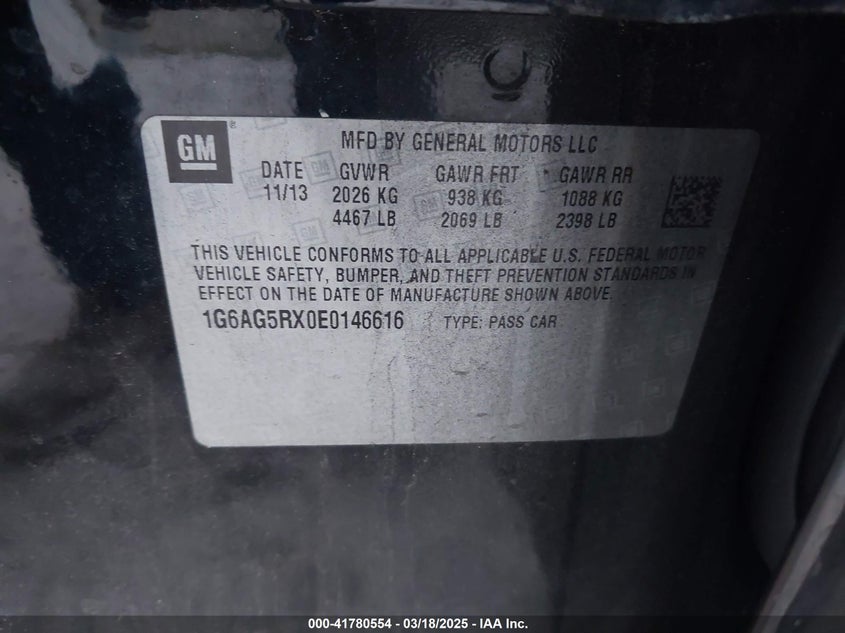 GM
MFD BY GENERAL MOTORS LLC
DATE GVWR GAWR FRT GAWR RR
11/13 2026 KG 938 KG 1088 KG
4467 LB 2069 LB 2398 LB
THIS VEHICLE CONFORMS TO ALL APPLICABLE U.S. FEDERAL MOTOR
VEHICLE SAFETY, BUMPER, AND THEFT PREVENTION STANDARDS IN
EFFECT ON THE DATE OF MANUFACTURE SHOWN ABOVE.
1G6AG5RX0E0146616 TYPE: PASS CAR
000-41780554 - 03/18/2025 - IAA Inc.